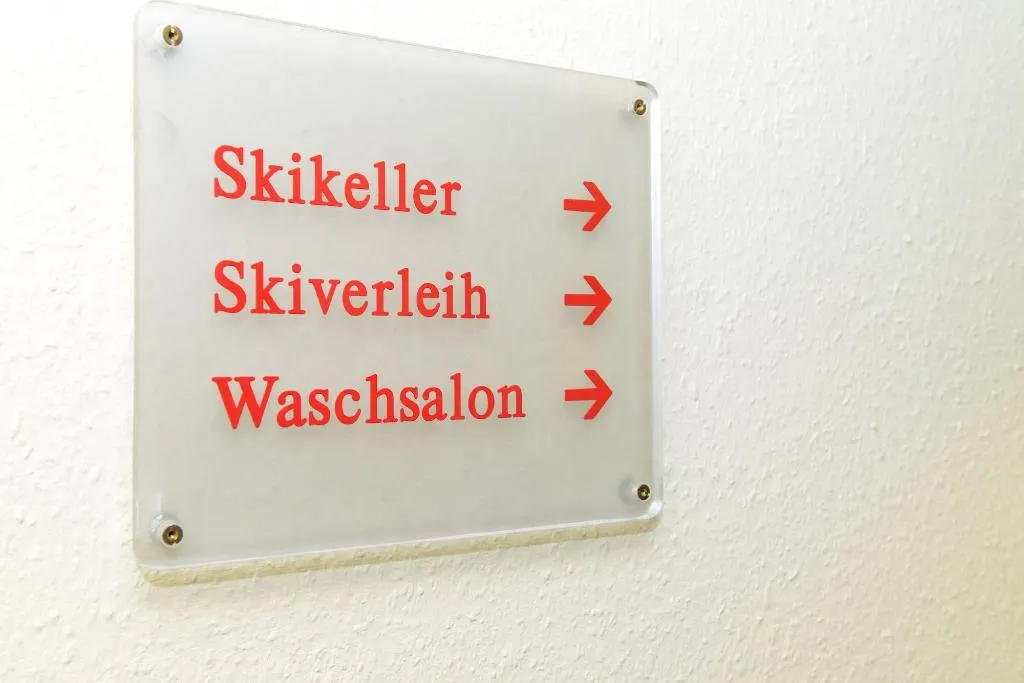 Skikeller →
Skiverleih →
Waschsalon →